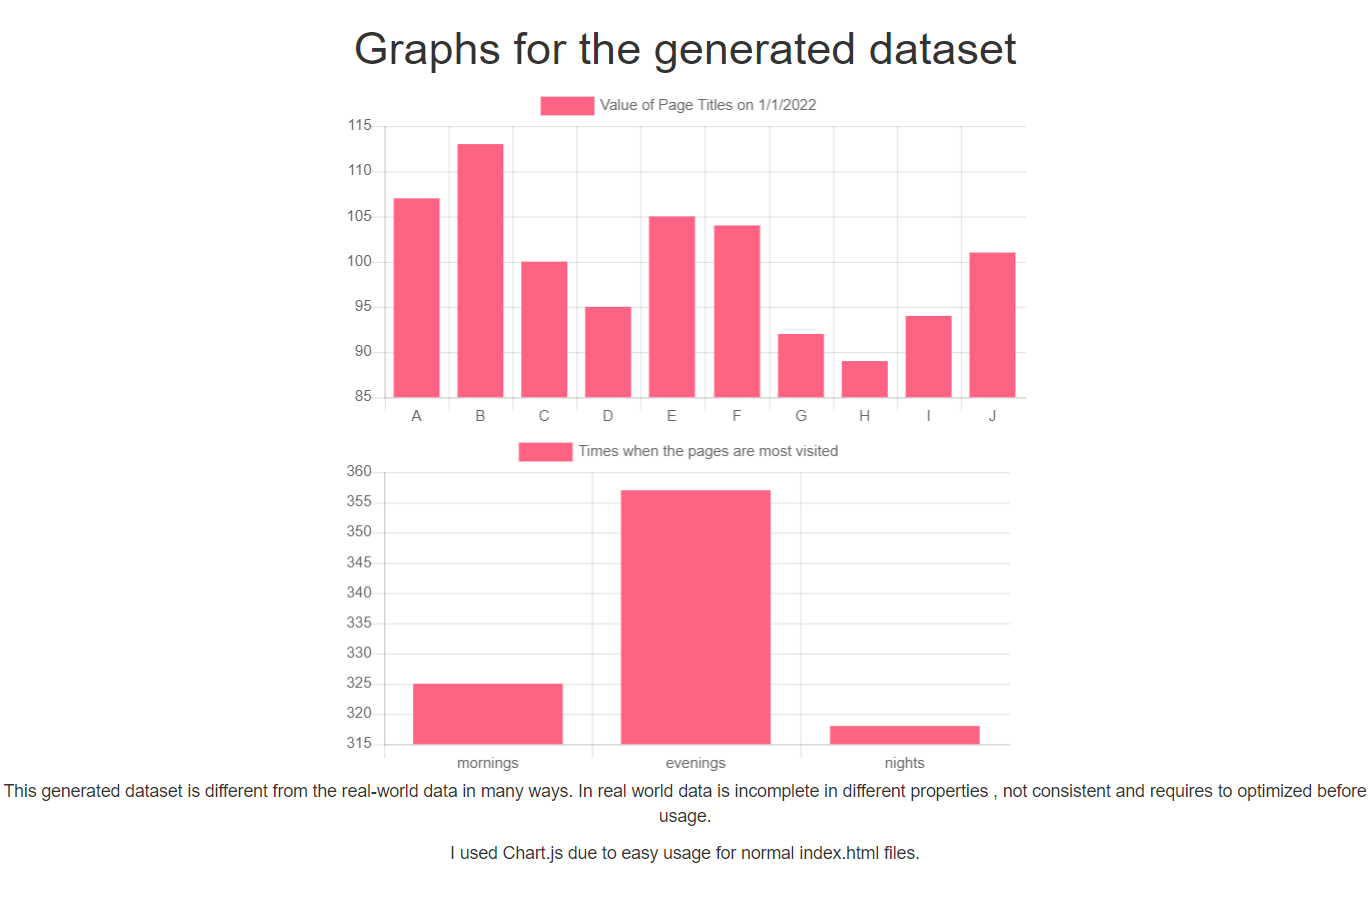 Graphs for the generated dataset
Value of Page Titles on 1/1/2022
115
110
105
100
95
90
85
A B C D E F G H I J
Times when the pages are most visited
360
355
350
345
340
335
330
325
320
315
mornings evenings nights
This generated dataset is different from the real-world data in many ways. In real world data is incomplete in different properties , not consistent and requires to optimized before
usage.
I used Chart.js due to easy usage for normal index.html files.